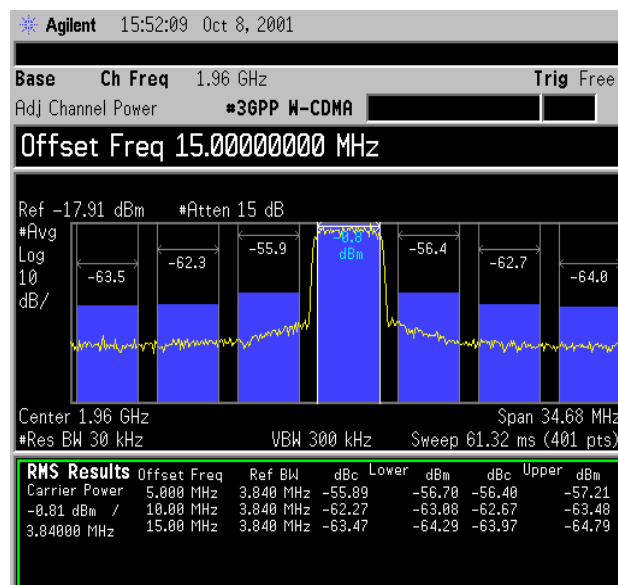 Agilent 15:52:09 Oct 8, 2001
Base Ch Freq 1.96 GHz Trig Free
Adj Channel Power #3GPP W-CDMA
Offset Freq 15.00000000 MHz
Ref -17.91 dBm #Atten 15 dB
#Avg
Log
10
dB/
-63.5 -62.3 -55.9 -0.8 dBm -56.4 -62.7 -64.0
Center 1.96 GHz Span 34.68 MHz
#Res BW 30 kHz VBW 300 kHz Sweep 61.32 ms (401 pts)
RMS Results Offset Freq Ref BW dBc Lower dBm dBc Upper dBm
Carrier Power 5.000 MHz 3.840 MHz -55.89 -56.70 -56.40 -57.21
-0.81 dBm / 10.00 MHz 3.840 MHz -62.27 -63.08 -62.67 -63.48
3.84000 MHz 15.00 MHz 3.840 MHz -63.47 -64.29 -63.97 -64.79